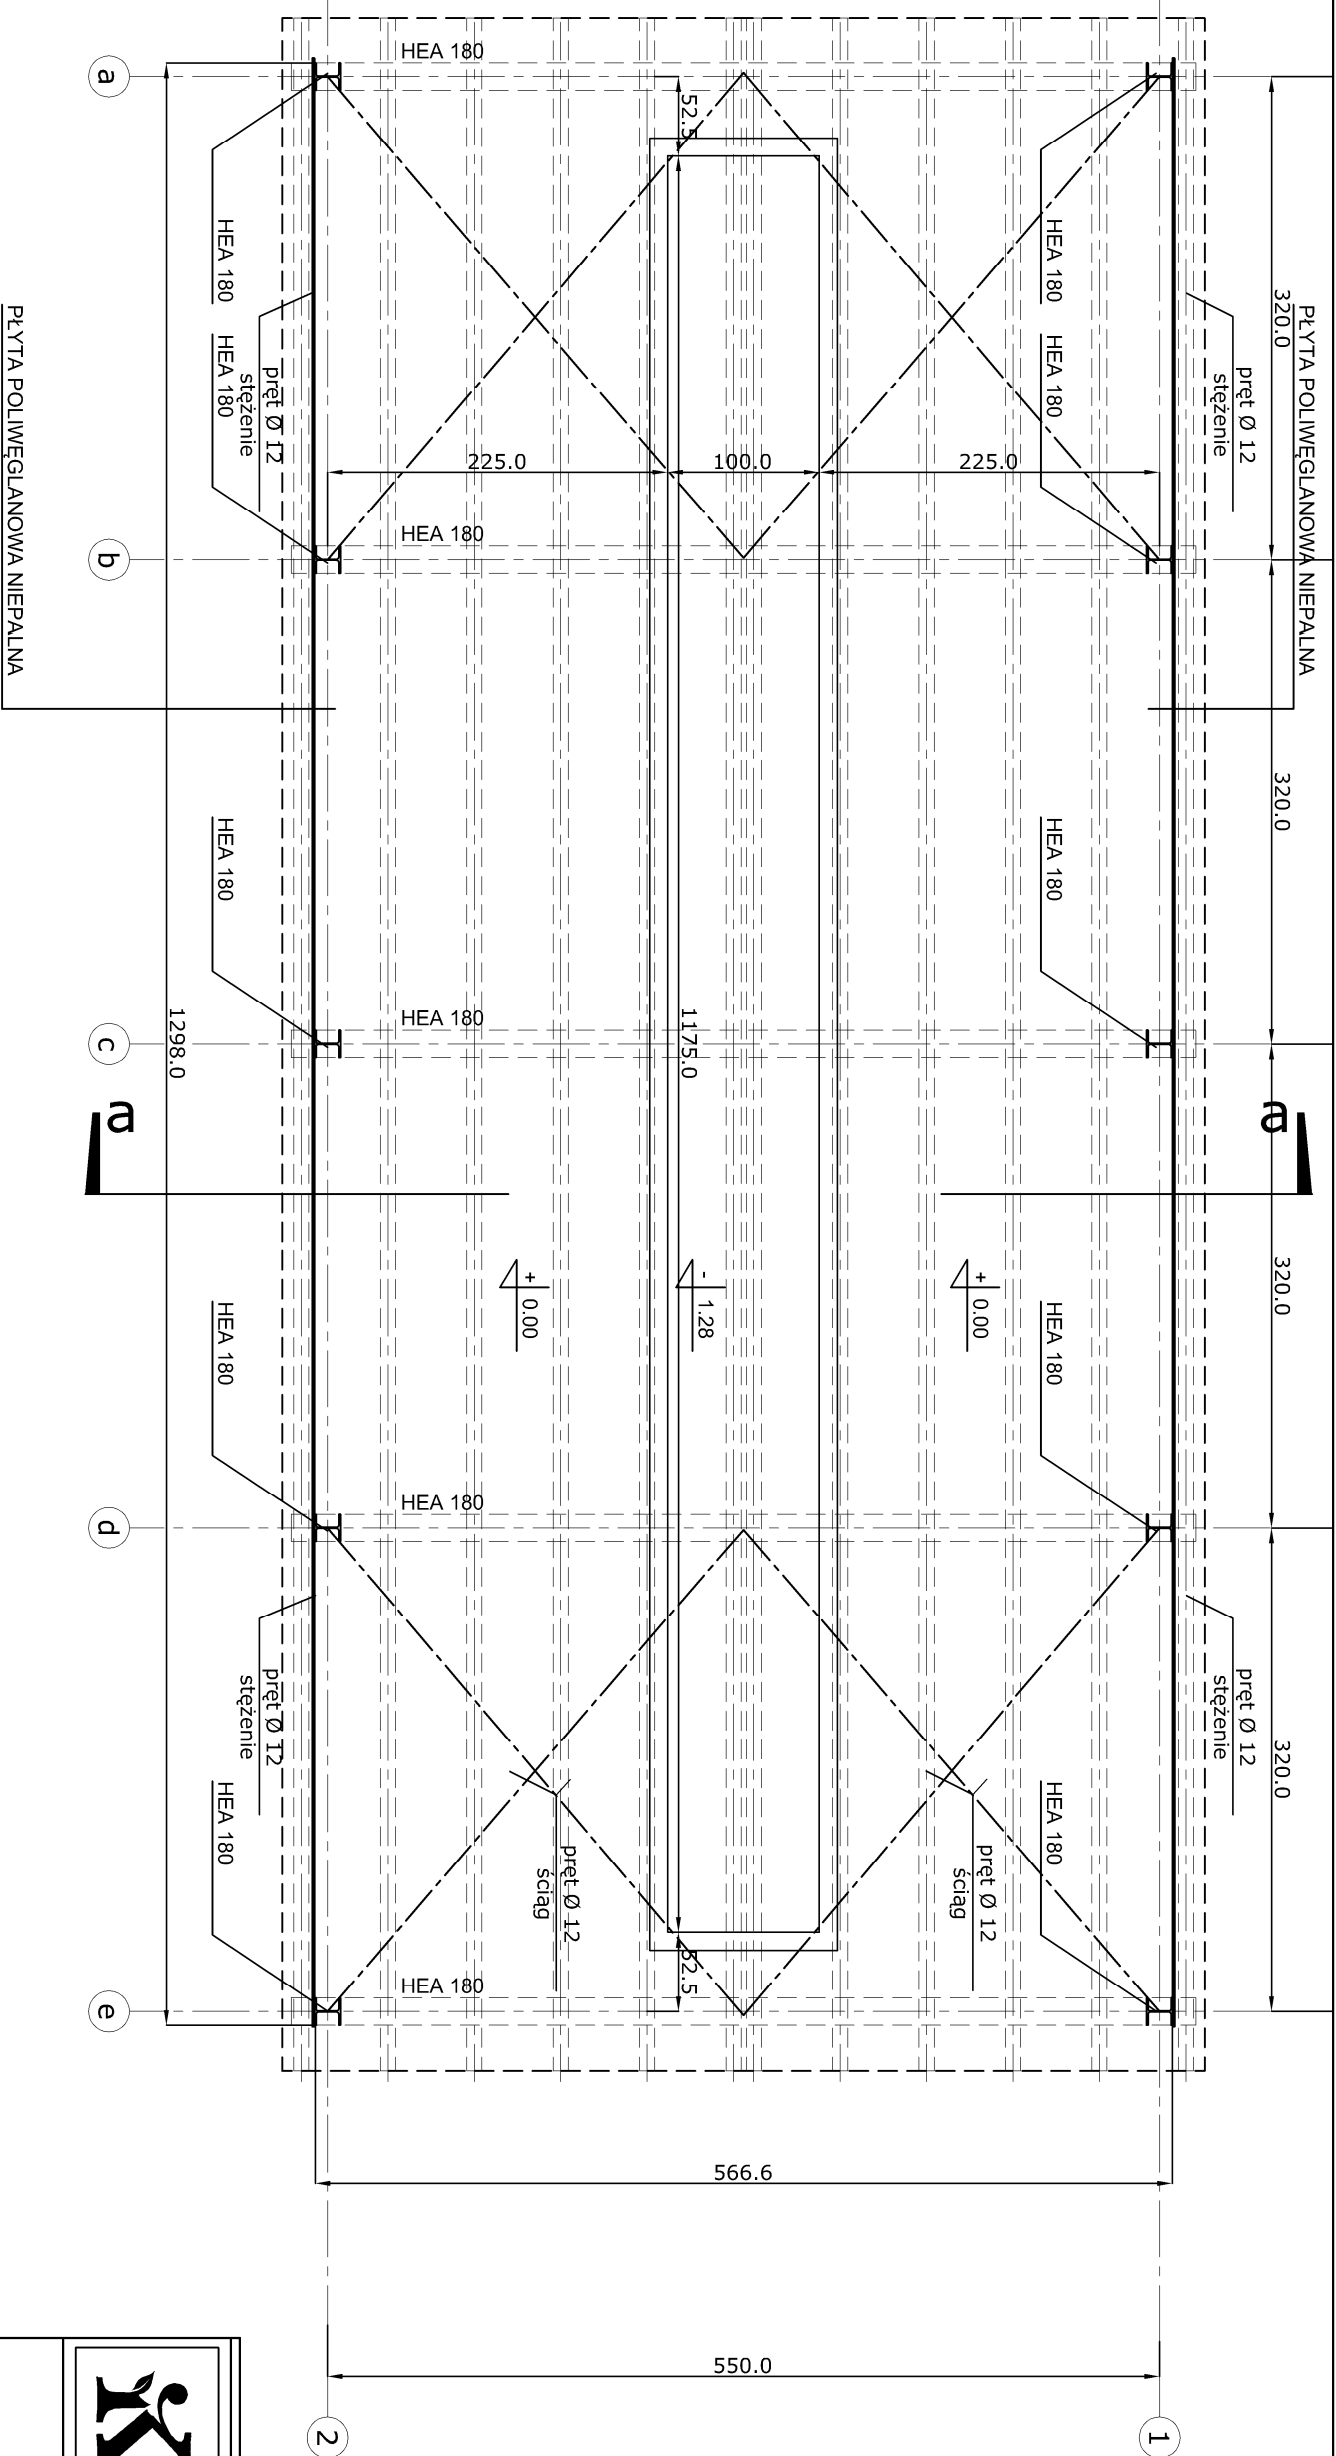 HEA 180
a
52.5
HEA 180
HEA 180
320.0
PŁYTA POLIWĘGLANOWA NIEPALNA
PŁYTA POLIWĘGLANOWA NIEPALNA
HEA 180
HEA 180
pręt Ø 12
stężenie
pręt Ø 12
stężenie
225.0
100.0
225.0
HEA 180
b
320.0
HEA 180
HEA 180
HEA 180
c
1298.0
1175.0
a
a
+ 0.00
- 1.28
+ 0.00
320.0
HEA 180
HEA 180
HEA 180
d
pręt Ø 12
stężenie
pręt Ø 12
stężenie
320.0
HEA 180
HEA 180
pręt Ø 12
ściąg
pręt Ø 12
ściąg
52.5
HEA 180
e
566.6
550.0
2
1
K